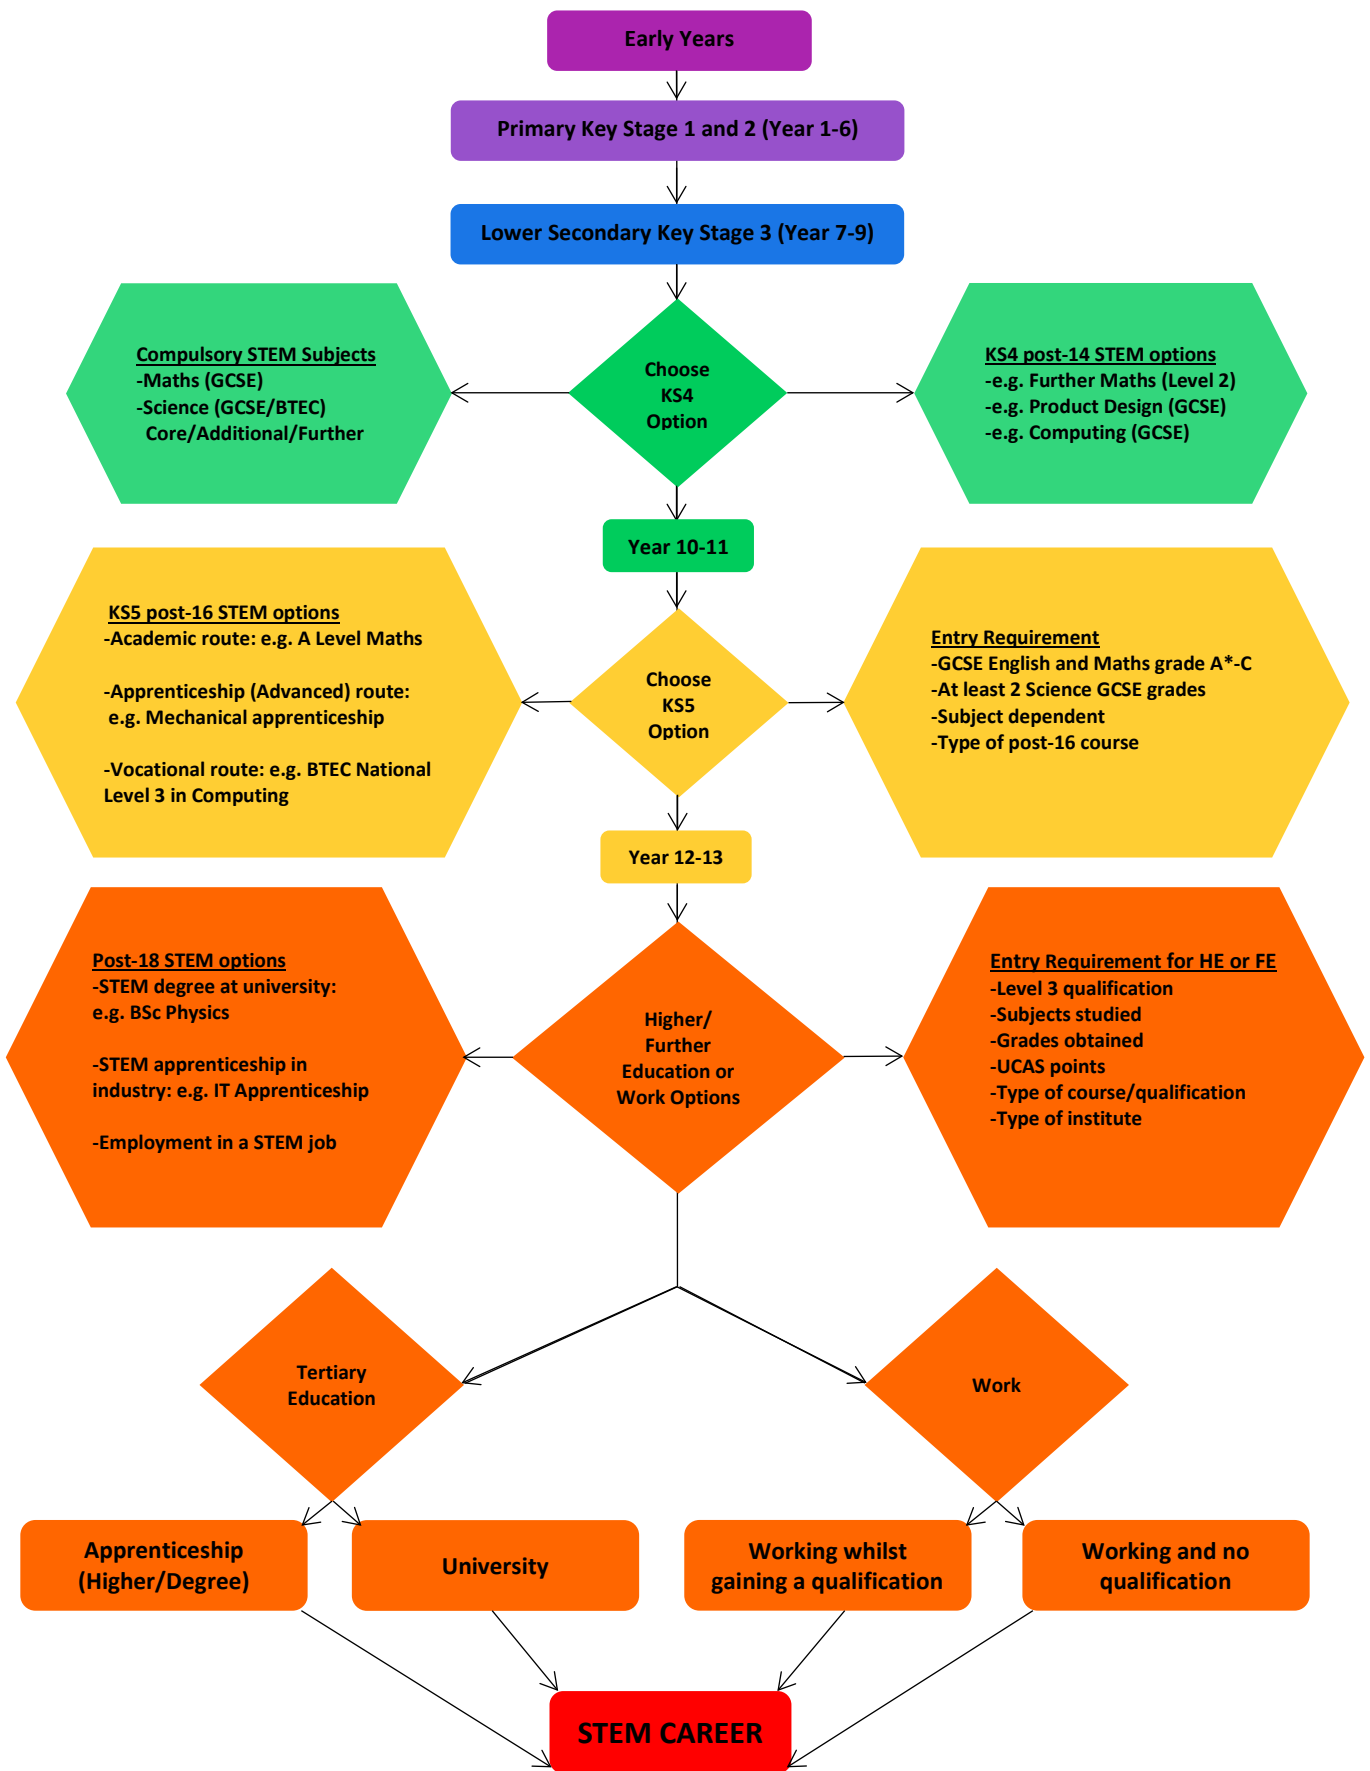 Early Years
Primary Key Stage 1 and 2 (Year 1-6)
Lower Secondary Key Stage 3 (Year 7-9)
Compulsory STEM Subjects
-Maths (GCSE)
-Science (GCSE/BTEC)
Core/Additional/Further
Choose
KS4
Option
KS4 post-14 STEM options
-e.g. Further Maths (Level 2)
-e.g. Product Design (GCSE)
-e.g. Computing (GCSE)
Year 10-11
KS5 post-16 STEM options
-Academic route: e.g. A Level Maths
-Apprenticeship (Advanced) route:
e.g. Mechanical apprenticeship
-Vocational route: e.g. BTEC National
Level 3 in Computing
Choose
KS5
Option
Entry Requirement
-GCSE English and Maths grade A*-C
-At least 2 Science GCSE grades
-Subject dependent
-Type of post-16 course
Year 12-13
Post-18 STEM options
-STEM degree at university:
e.g. BSc Physics
-STEM apprenticeship in
industry: e.g. IT Apprenticeship
-Employment in a STEM job
Higher/
Further
Education or
Work Options
Entry Requirement for HE or FE
-Level 3 qualification
-Subjects studied
-Grades obtained
-UCAS points
-Type of course/qualification
-Type of institute
Tertiary
Education
Work
Apprenticeship
(Higher/Degree)
University
Working whilst
gaining a qualification
Working and no
qualification
STEM CAREER